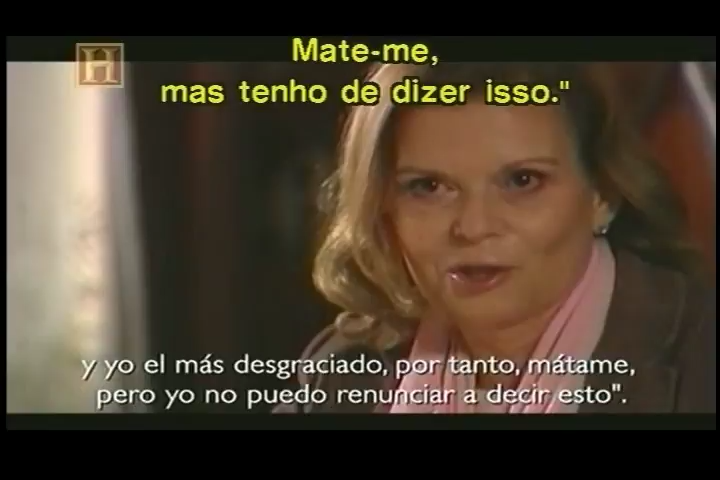 Mate-me,
mas tenho de dizer isso."
H
y yo el más desgraciado, por tanto, mátame,
pero yo no puedo renunciar a decir esto".